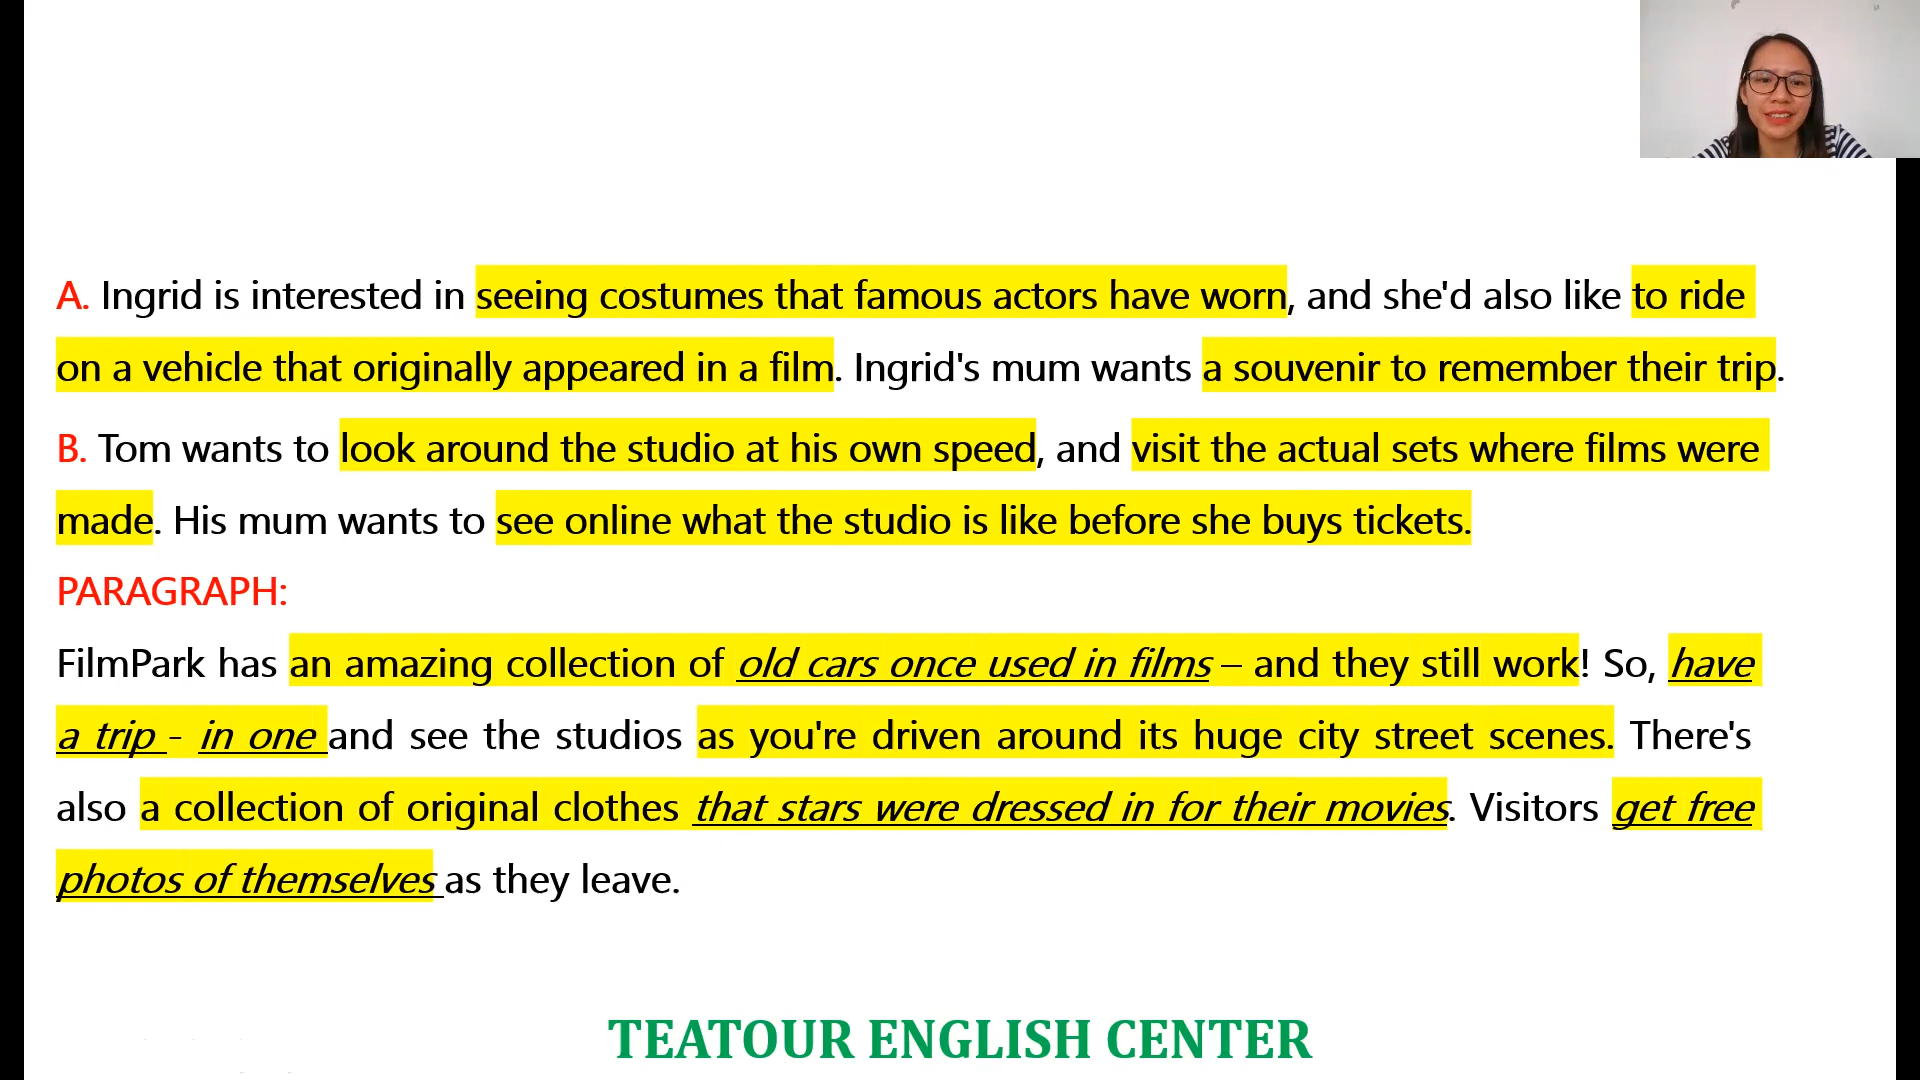 A. Ingrid is interested in seeing costumes that famous actors have worn, and she'd also like to ride
on a vehicle that originally appeared in a film. Ingrid's mum wants a souvenir to remember their trip.
B. Tom wants to look around the studio at his own speed, and visit the actual sets where films were
made. His mum wants to see online what the studio is like before she buys tickets.
PARAGRAPH:
FilmPark has an amazing collection of old cars once used in films – and they still work! So, have
a trip - in one and see the studios as you're driven around its huge city street scenes. There's
also a collection of original clothes that stars were dressed in for their movies. Visitors get free
photos of themselves as they leave.
TEATOUR ENGLISH CENTER